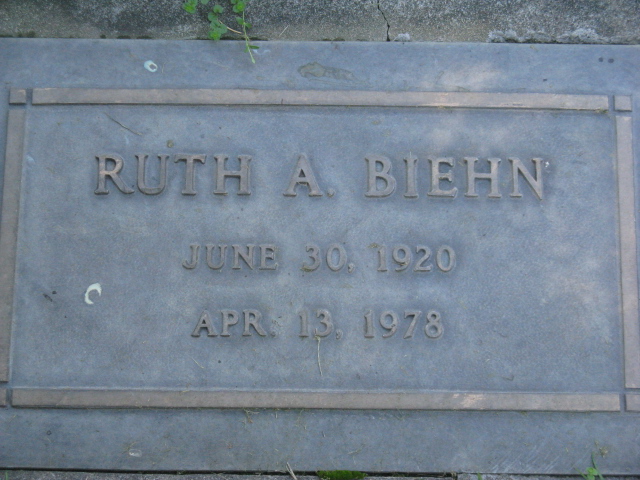 RUTH A. BIEHN
JUNE 30, 1920
APR. 13, 1978